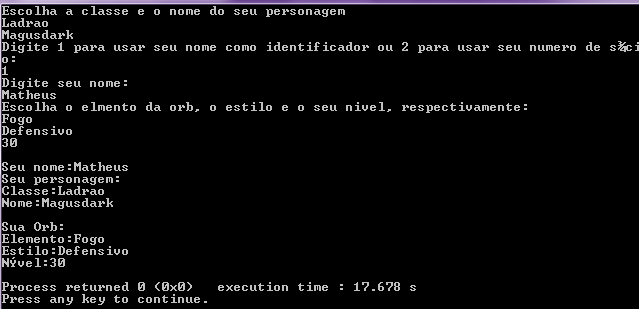 Escolha a classe e o nome do seu personagem
Ladrao
Magusdark
Digite 1 para usar seu nome como identificador ou 2 para usar seu numero de s¾ci
o:
1
Digite seu nome:
Matheus
Escolha o elmento da orb, o estilo e o seu nivel, respectivamente:
Fogo
Defensivo
30
Seu nome:Matheus
Seu personagem:
Classe:Ladrao
Nome:Magusdark
Sua Orb:
Elemento:Fogo
Estilo:Defensivo
NÝvel:30
Process returned 0 (0x0)   execution time : 17.678 s
Press any key to continue.